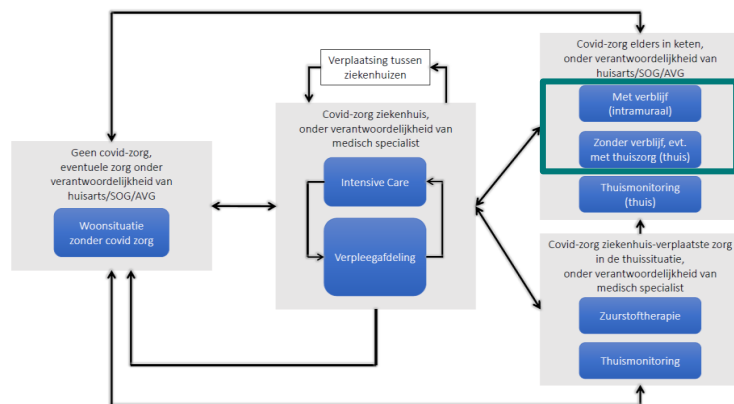 Geen covid-zorg,
eventuele zorg onder
verantwoordelijkheid van
huisarts/SOG/AVG
Woonsituatie
zonder covid zorg
Verplaatsing tussen
ziekenhuizen
Covid-zorg ziekenhuis,
onder verantwoordelijkheid van
medisch specialist
Intensive Care
Verpleegafdeling
Covid-zorg elders in keten,
onder verantwoordelijkheid van
huisarts/SOG/AVG
Met verblijf
(intramuraal)
Zonder verblijf, evt.
met thuiszorg (thuis)
Thuismonitoring
(thuis)
Covid-zorg ziekenhuis-verplaatste zorg
in de thuissituatie,
onder verantwoordelijkheid van
medisch specialist
Zuurstoftherapie
Thuismonitoring